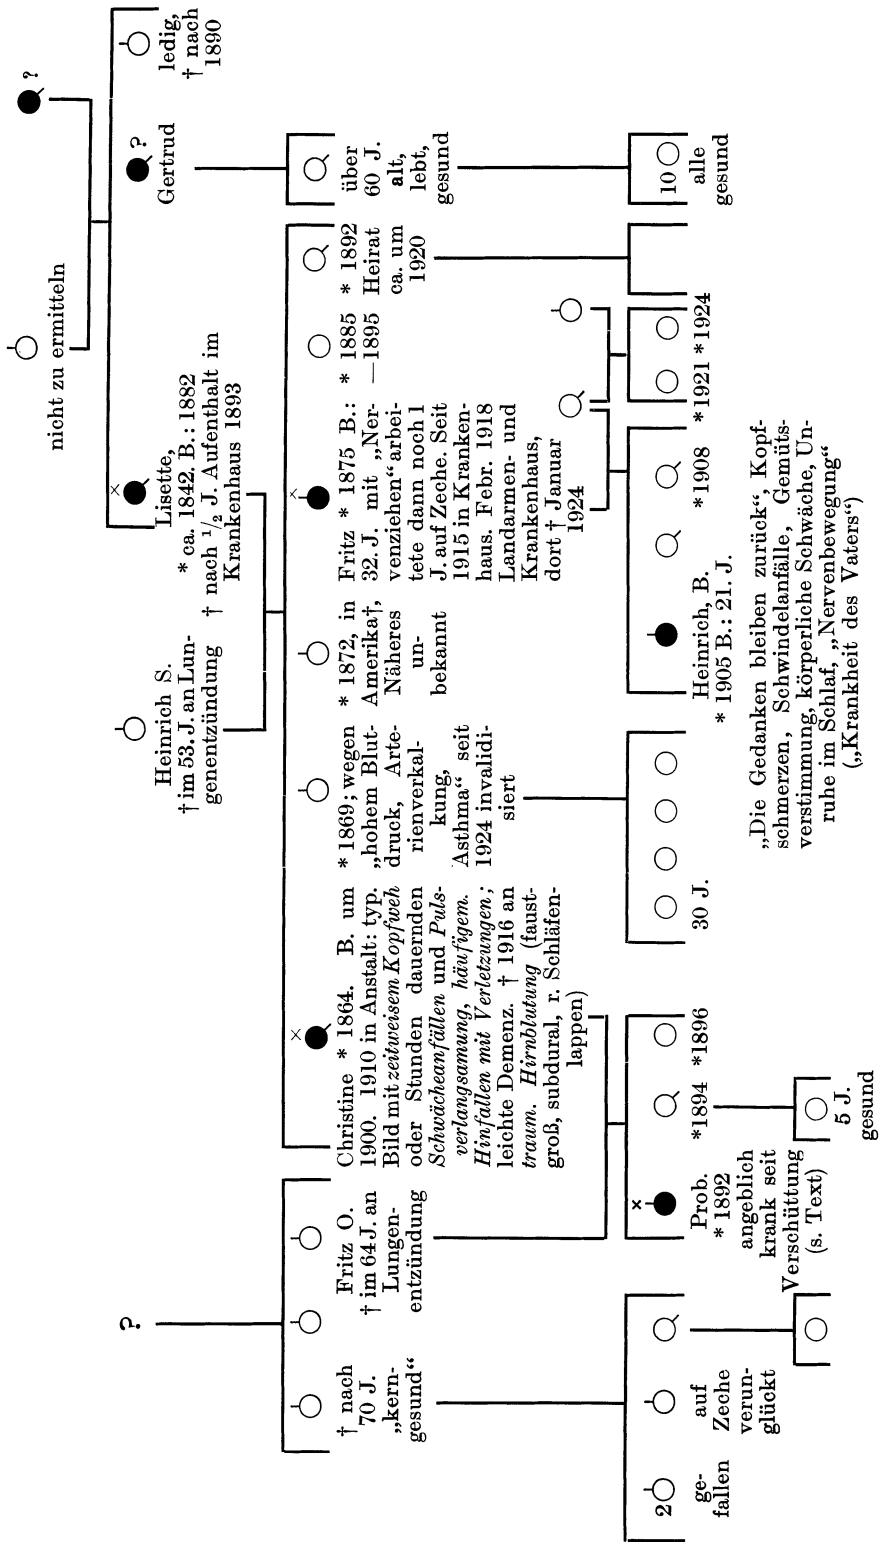 ?
nicht zu ermitteln
Lisette,
* ca. 1842. B.: 1882
† nach 1/2 J. Aufenthalt im
Krankenhaus 1893
?
Gertrud
ledig,
† nach
1890
Heinrich S.
† im 53. J. an Lun-
genentzündung
?
† nach
70 J.
„kern-
gesund“
Fritz O.
† im 64 J. an
Lungen-
entzündung
Christine * 1864. B. um
1900. 1910 in Anstalt: typ.
Bild mit zeitweisem Kopfweh
oder Stunden dauernden
Schwächeanfällen und Puls-
verlangsamung, häufigem.
Hinfallen mit Verletzungen;
leichte Demenz. † 1916 an
traum. Hirnblutung (faust-
groß, subdural, r. Schläfen-
lappen)
* 1869; wegen
„hohem Blut-
druck, Arte-
rienverkal-
kung,
Asthma“ seit
1924 invalidi-
siert
* 1872, in
Amerika†,
Näheres
un-
bekannt
Fritz * 1875 B.:
32. J. mit „Ner-
venziehen“ arbei-
tete dann noch 1
J. auf Zeche. Seit
1915 in Kranken-
haus. Febr. 1918
Landarmen- und
Krankenhaus,
dort † Januar
1924
* 1885
—1895
* 1892
Heirat
ca. um
1920
über
60 J.
alt,
lebt,
gesund
2
ge-
fallen
auf
Zeche
verun-
glückt
Prob.
* 1892
angeblich
krank seit
Verschüttung
(s. Text)
*1894
*1896
5 J.
gesund
30 J.
Heinrich, B.
* 1905 B.: 21. J.
*1908
*1921
*1924
10
alle
gesund
„Die Gedanken bleiben zurück“, Kopf-
schmerzen, Schwindelanfälle, Gemüts-
verstimmung, körperliche Schwäche, Un-
ruhe im Schlaf, „Nervenbewegung“
(„Krankheit des Vaters“)